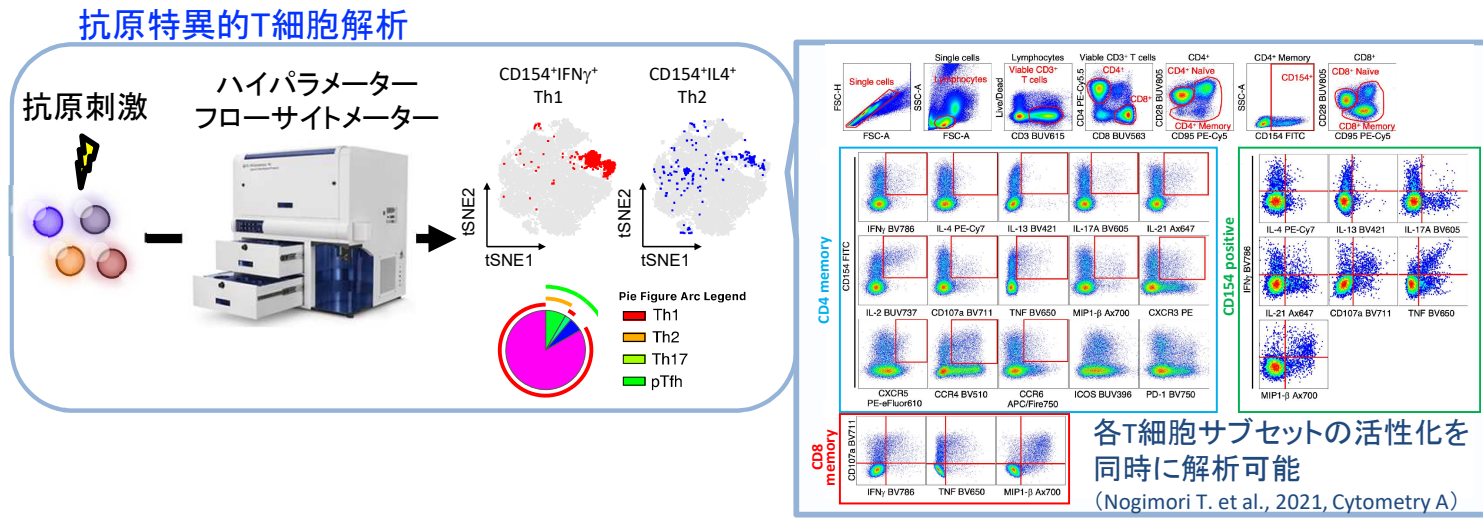 抗原特異的T細胞解析
抗原刺激
ハイパラメーター
フローサイトメーター
CD154⁺IFNγ⁺
Th1
CD154⁺IL4⁺
Th2
tSNE2
tSNE1
tSNE2
tSNE1
Pie Figure Arc Legend
Th1
Th2
Th17
pTfh
Single cells
FSC-H
FSC-A
Single cells
Lymphocytes
SSC-A
FSC-A
Lymphocytes
Viable CD3⁺
T cells
Live/Dead
CD3 BUV615
Viable CD3⁺ T cells
CD4⁺
CD8⁺
CD4 PE-Cy5.5
CD8 BUV563
CD4⁺
CD4⁺ Naïve
CD4⁺ Memory
CD28 BUV805
CD95 PE-Cy5
CD4⁺ Memory
CD154⁺
SSC-A
CD154 FITC
CD8⁺
CD8⁺ Naïve
CD8⁺ Memory
CD28 BUV805
CD95 PE-Cy5
CD4 memory
CD154 FITC
IFNγ BV786
IL-4 PE-Cy7
IL-13 BV421
IL-17A BV605
IL-21 Ax647
IL-2 BUV737
CD107a BV711
TNF BV650
MIP1-β Ax700
CXCR3 PE
CXCR5
PE-eFluor610
CCR4 BV510
CCR6
APC/Fire750
ICOS BUV396
PD-1 BV750
CD154 positive
IFNγ BV786
IL-4 PE-Cy7
IL-13 BV421
IL-17A BV605
IL-21 Ax647
CD107a BV711
TNF BV650
MIP1-β Ax700
CD8
memory
CD107a BV711
IFNγ BV786
TNF BV650
MIP1-β Ax700
各T細胞サブセットの活性化を
同時に解析可能
（Nogimori T. et al., 2021, Cytometry A）